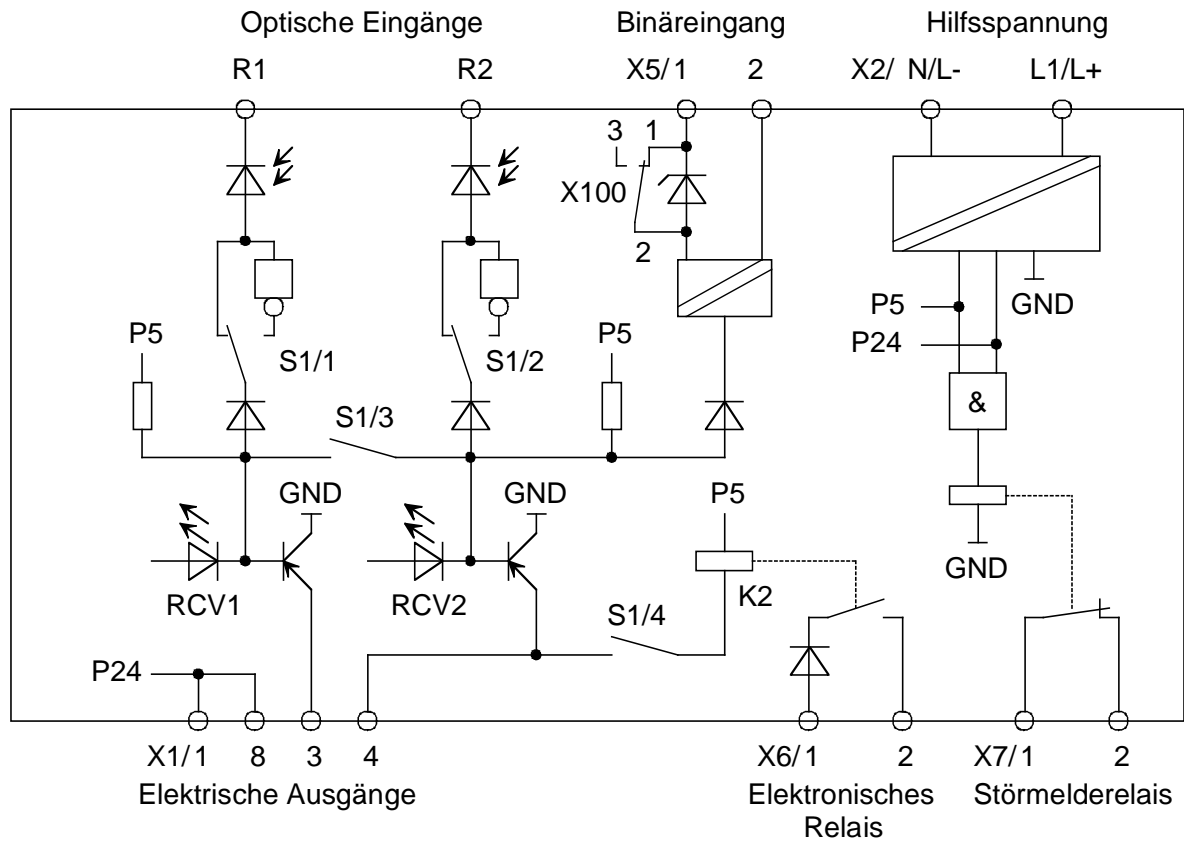 Optische Eingänge Binäreingang Hilfsspannung
R1 R2 X5/1 2 X2/ N/L- L1/L+
3 1
X100
2
P5 GND
P24
P5 S1/1 S1/2 P5
&
S1/3
GND GND P5
GND
RCV1 RCV2 K2
S1/4
P24
X1/1 8 3 4 X6/1 2 X7/1 2
Elektrische Ausgänge Elektronisches Störmelderelais
Relais